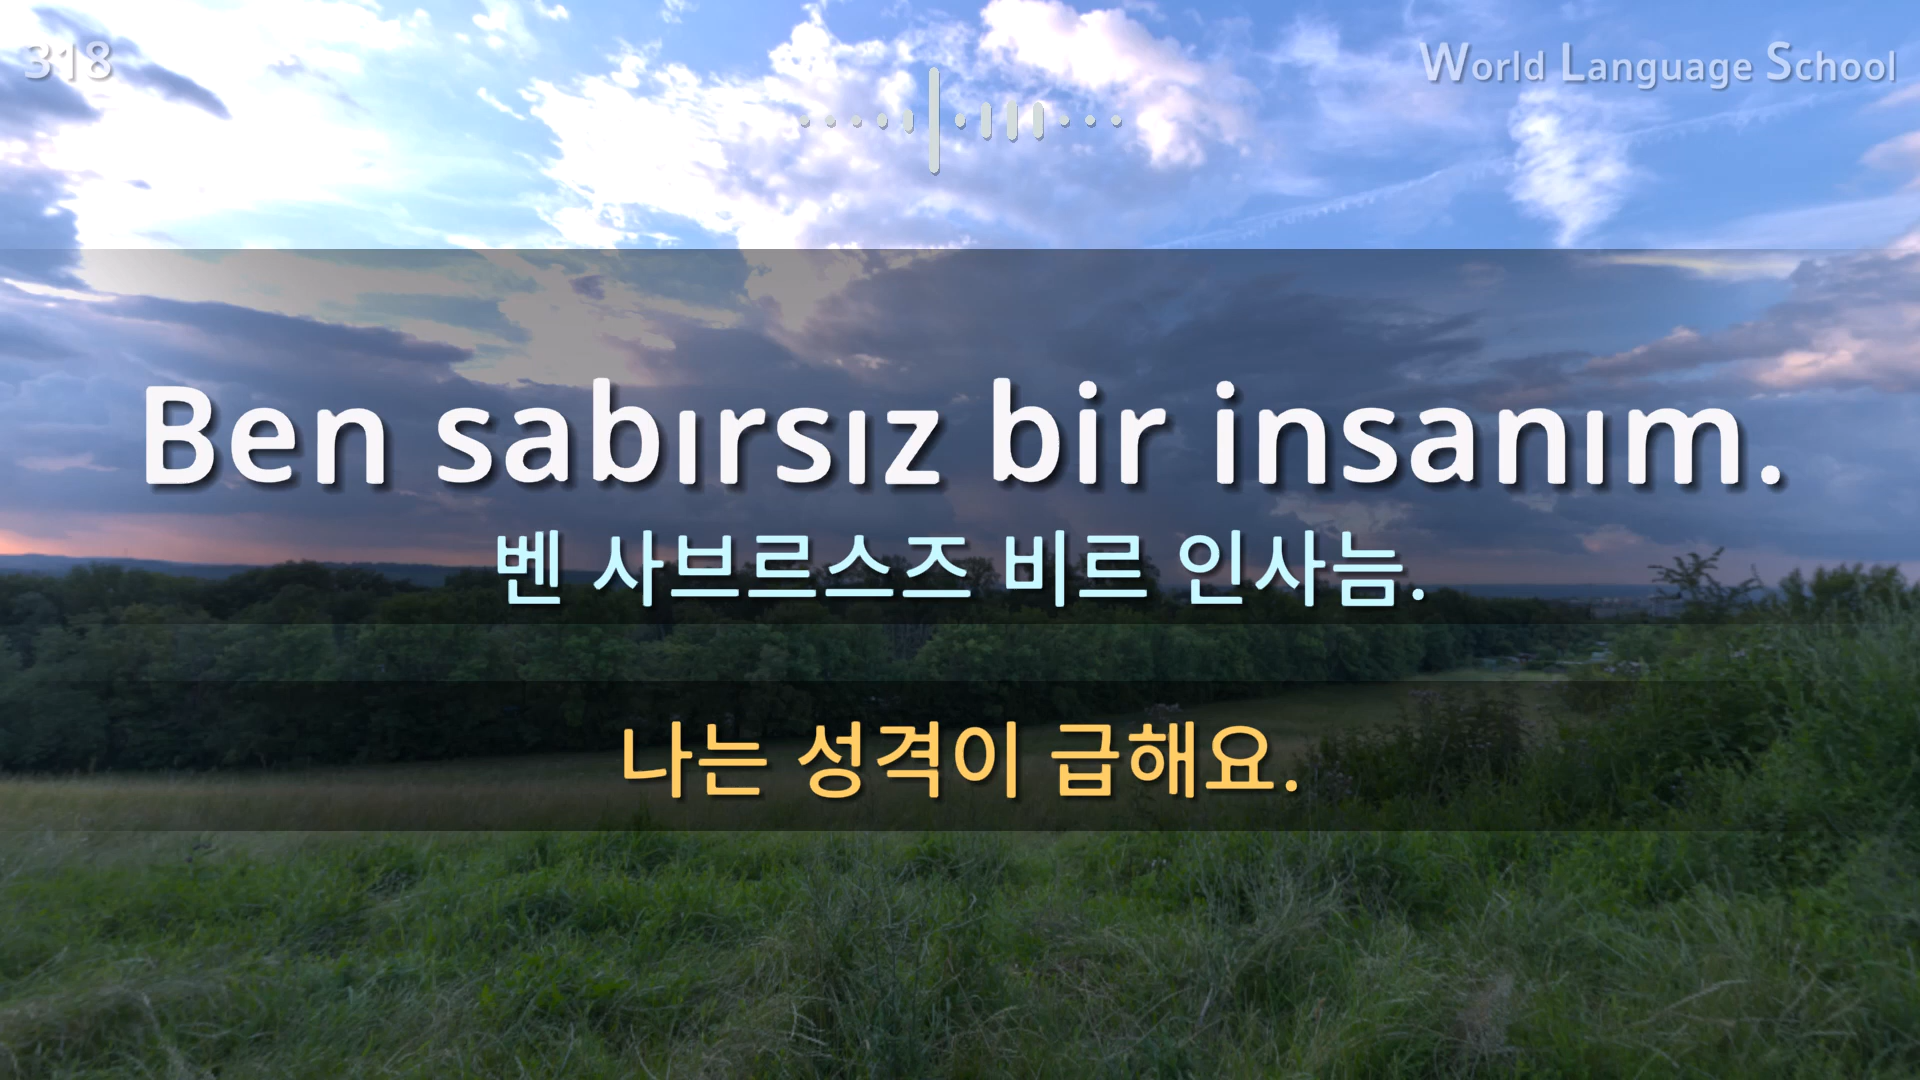 318
World Language School
Ben sabırsız bir insanım.
벤 사브르스즈 비르 인사늠.
나는 성격이 급해요.